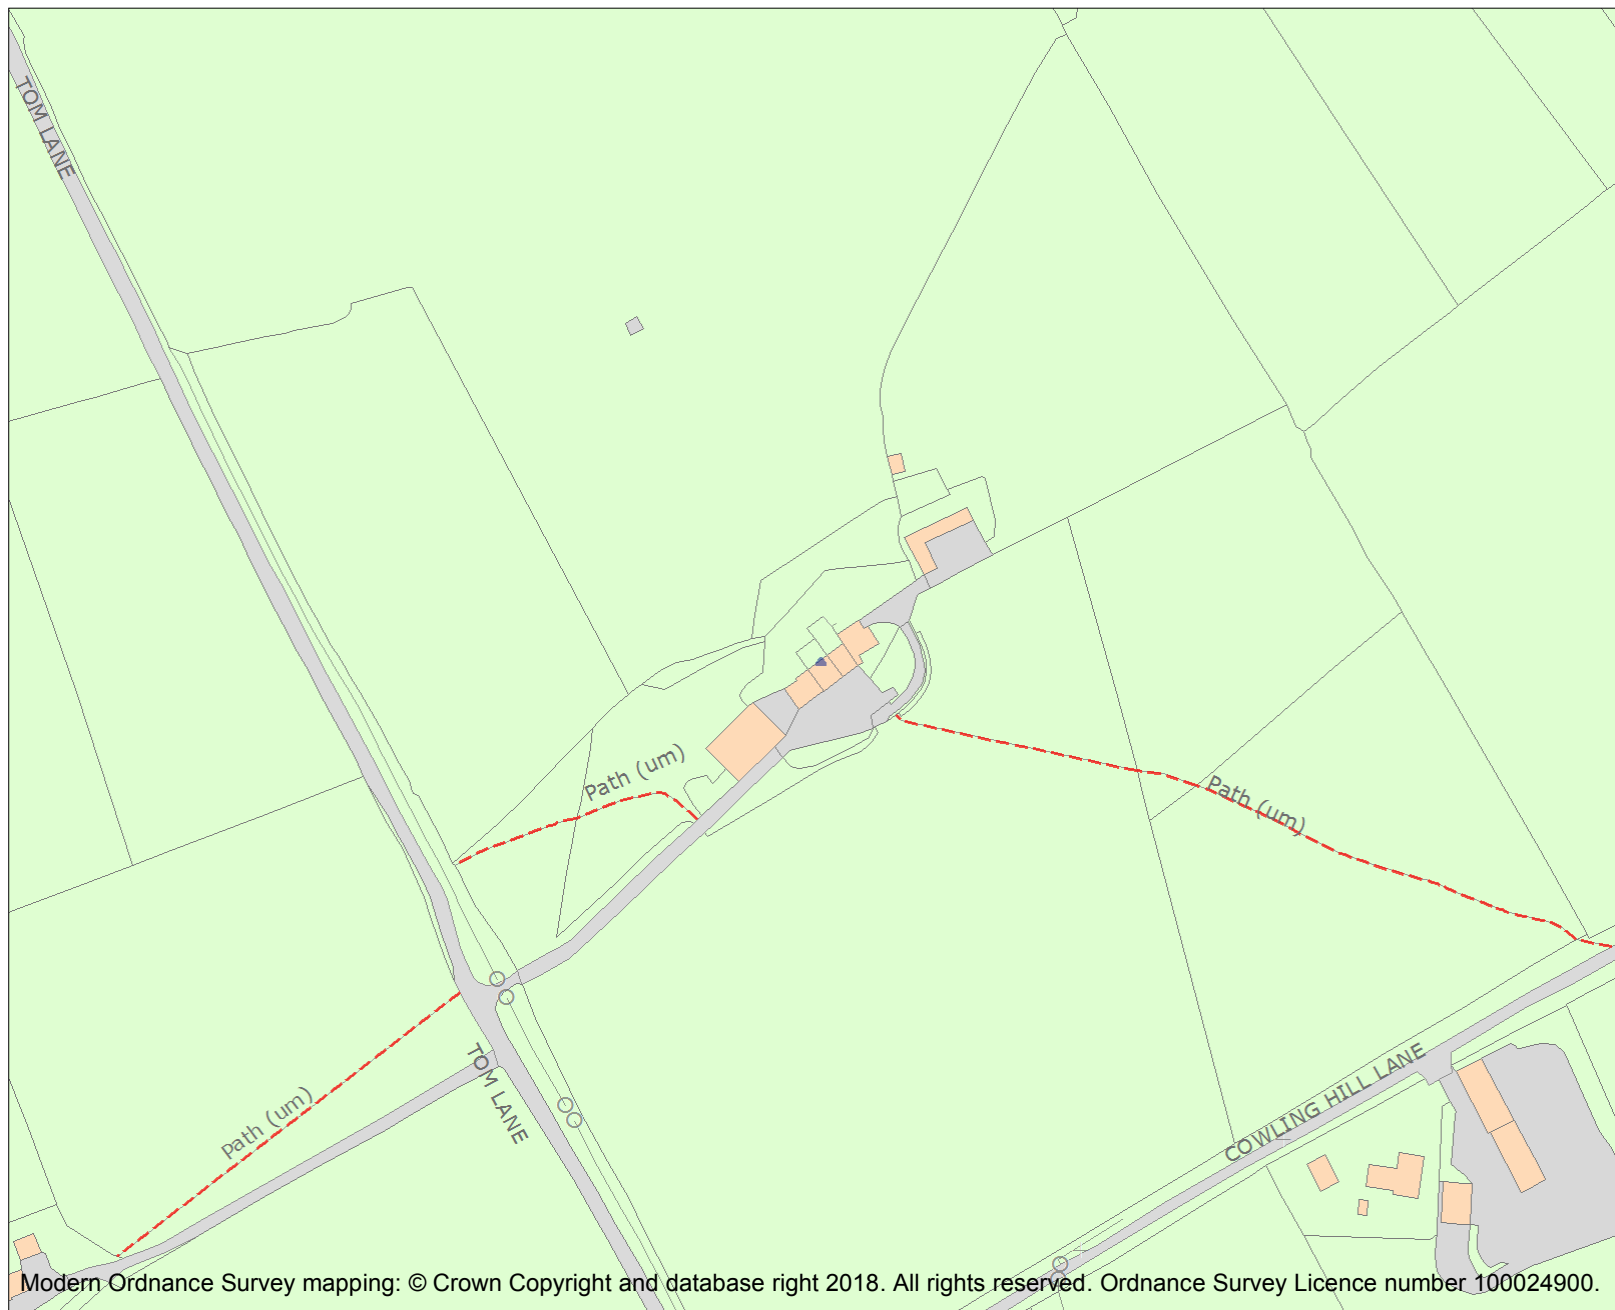 TOM LANE
Path (um)
Path (um)
TOM LANE
Path (um)
COWLING HILL LANE
Modern Ordnance Survey mapping: © Crown Copyright and database right 2018. All rights reserved. Ordnance Survey Licence number 100024900.